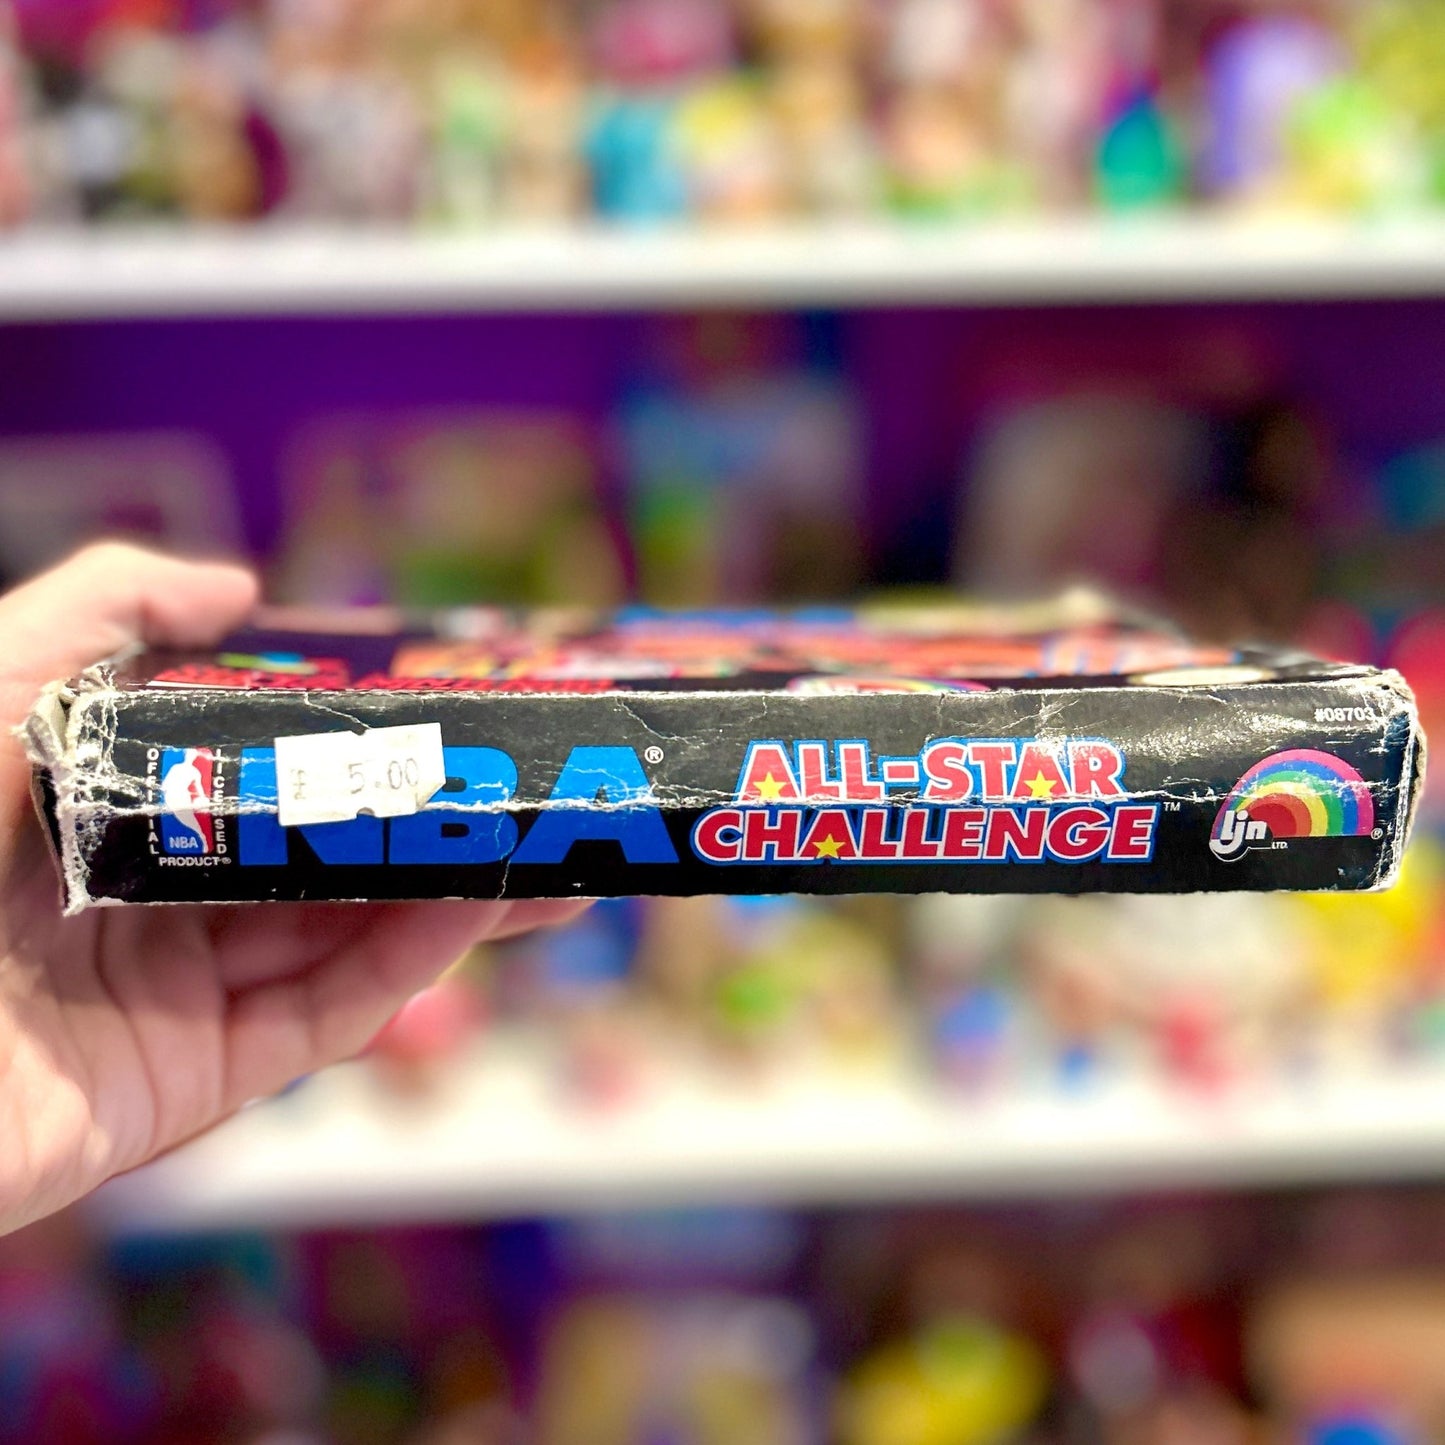 #08703
OFFICIAL
LICENSED
NBA
PRODUCT®
5.00
NBA®
ALL-STAR
CHALLENGE™
ljn
LTD.
®